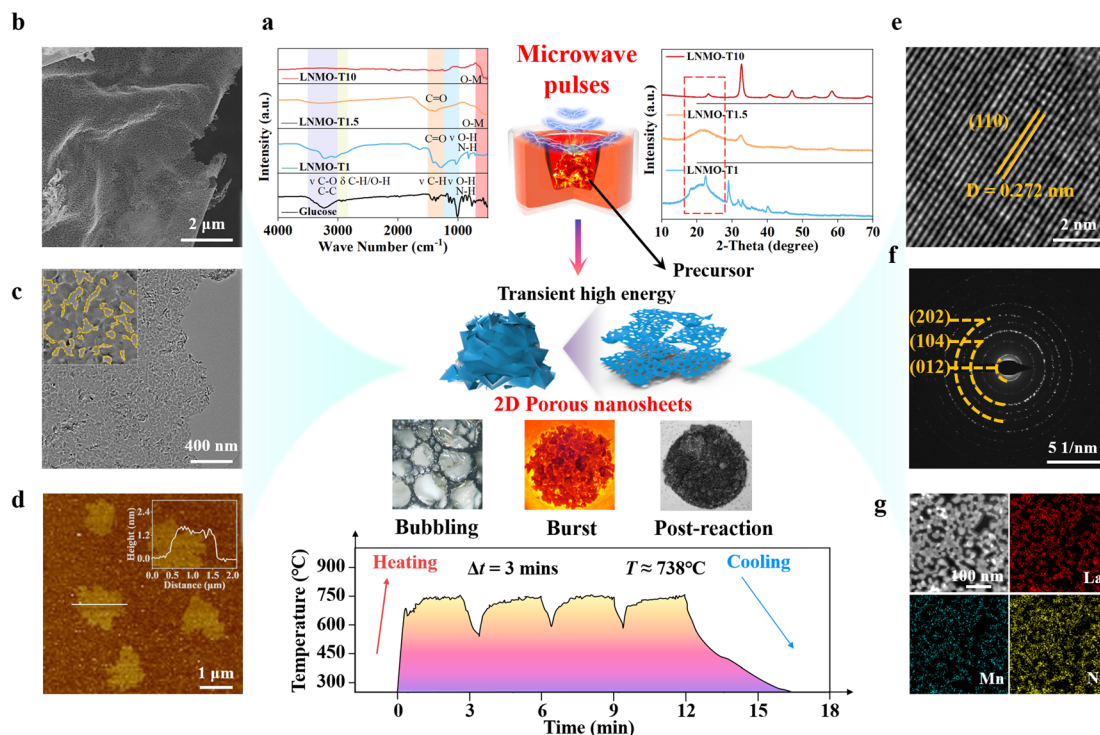 b
2 µm
c
400 nm
d
Height (nm)
2.4
1.2
0.0
0.0 0.5 1.0 1.5 2.0
Distance (µm)
1 µm
a
Intensity (a.u.)
LNMO-T10
O-M
C=O
LNMO-T1.5
O-M
C=O ν O-H
N-H
LNMO-T1
ν C-O δ C-H/O-H ν C-H ν O-H
C-C N-H
Glucose
4000 3000 2000 1000
Wave Number (cm⁻¹)
Microwave
pulses
Intensity (a.u.)
LNMO-T10
LNMO-T1.5
LNMO-T1
10 20 30 40 50 60 70
2-Theta (degree)
Precursor
Transient high energy
2D Porous nanosheets
Bubbling
Burst
Post-reaction
Temperature (℃)
900
750
600
450
300
Heating
Δt = 3 mins
T ≈ 738℃
Cooling
0 3 6 9 12 15 18
Time (min)
e
(110)
D = 0.272 nm
2 nm
f
(202)
(104)
(012)
5 1/nm
g
100 nm
La
Mn